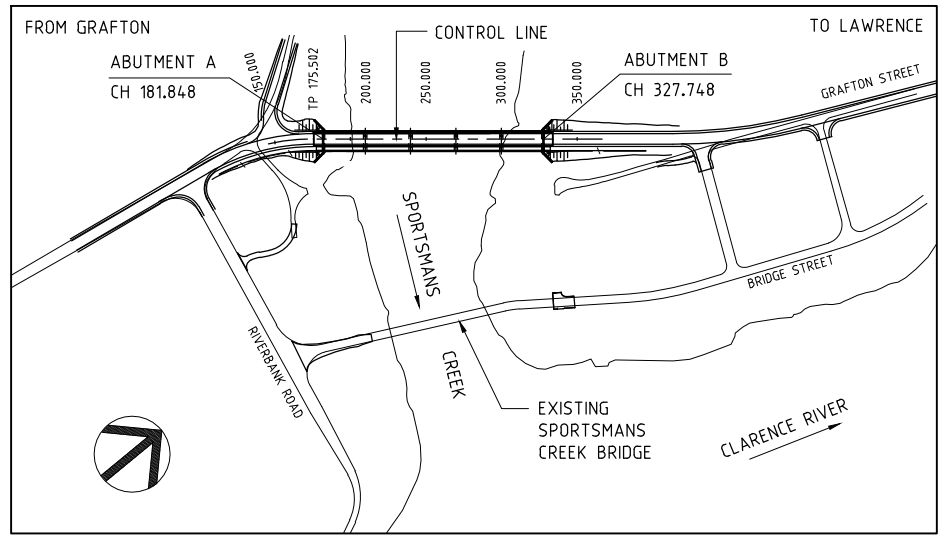 FROM GRAFTON
TO LAWRENCE
CONTROL LINE
ABUTMENT A
CH 181.848
ABUTMENT B
CH 327.748
150.000
TP 175.502
200.000
250.000
300.000
350.000
GRAFTON STREET
SPORTSMANS
CREEK
BRIDGE STREET
RIVERBANK ROAD
EXISTING
SPORTSMANS
CREEK BRIDGE
CLARENCE RIVER